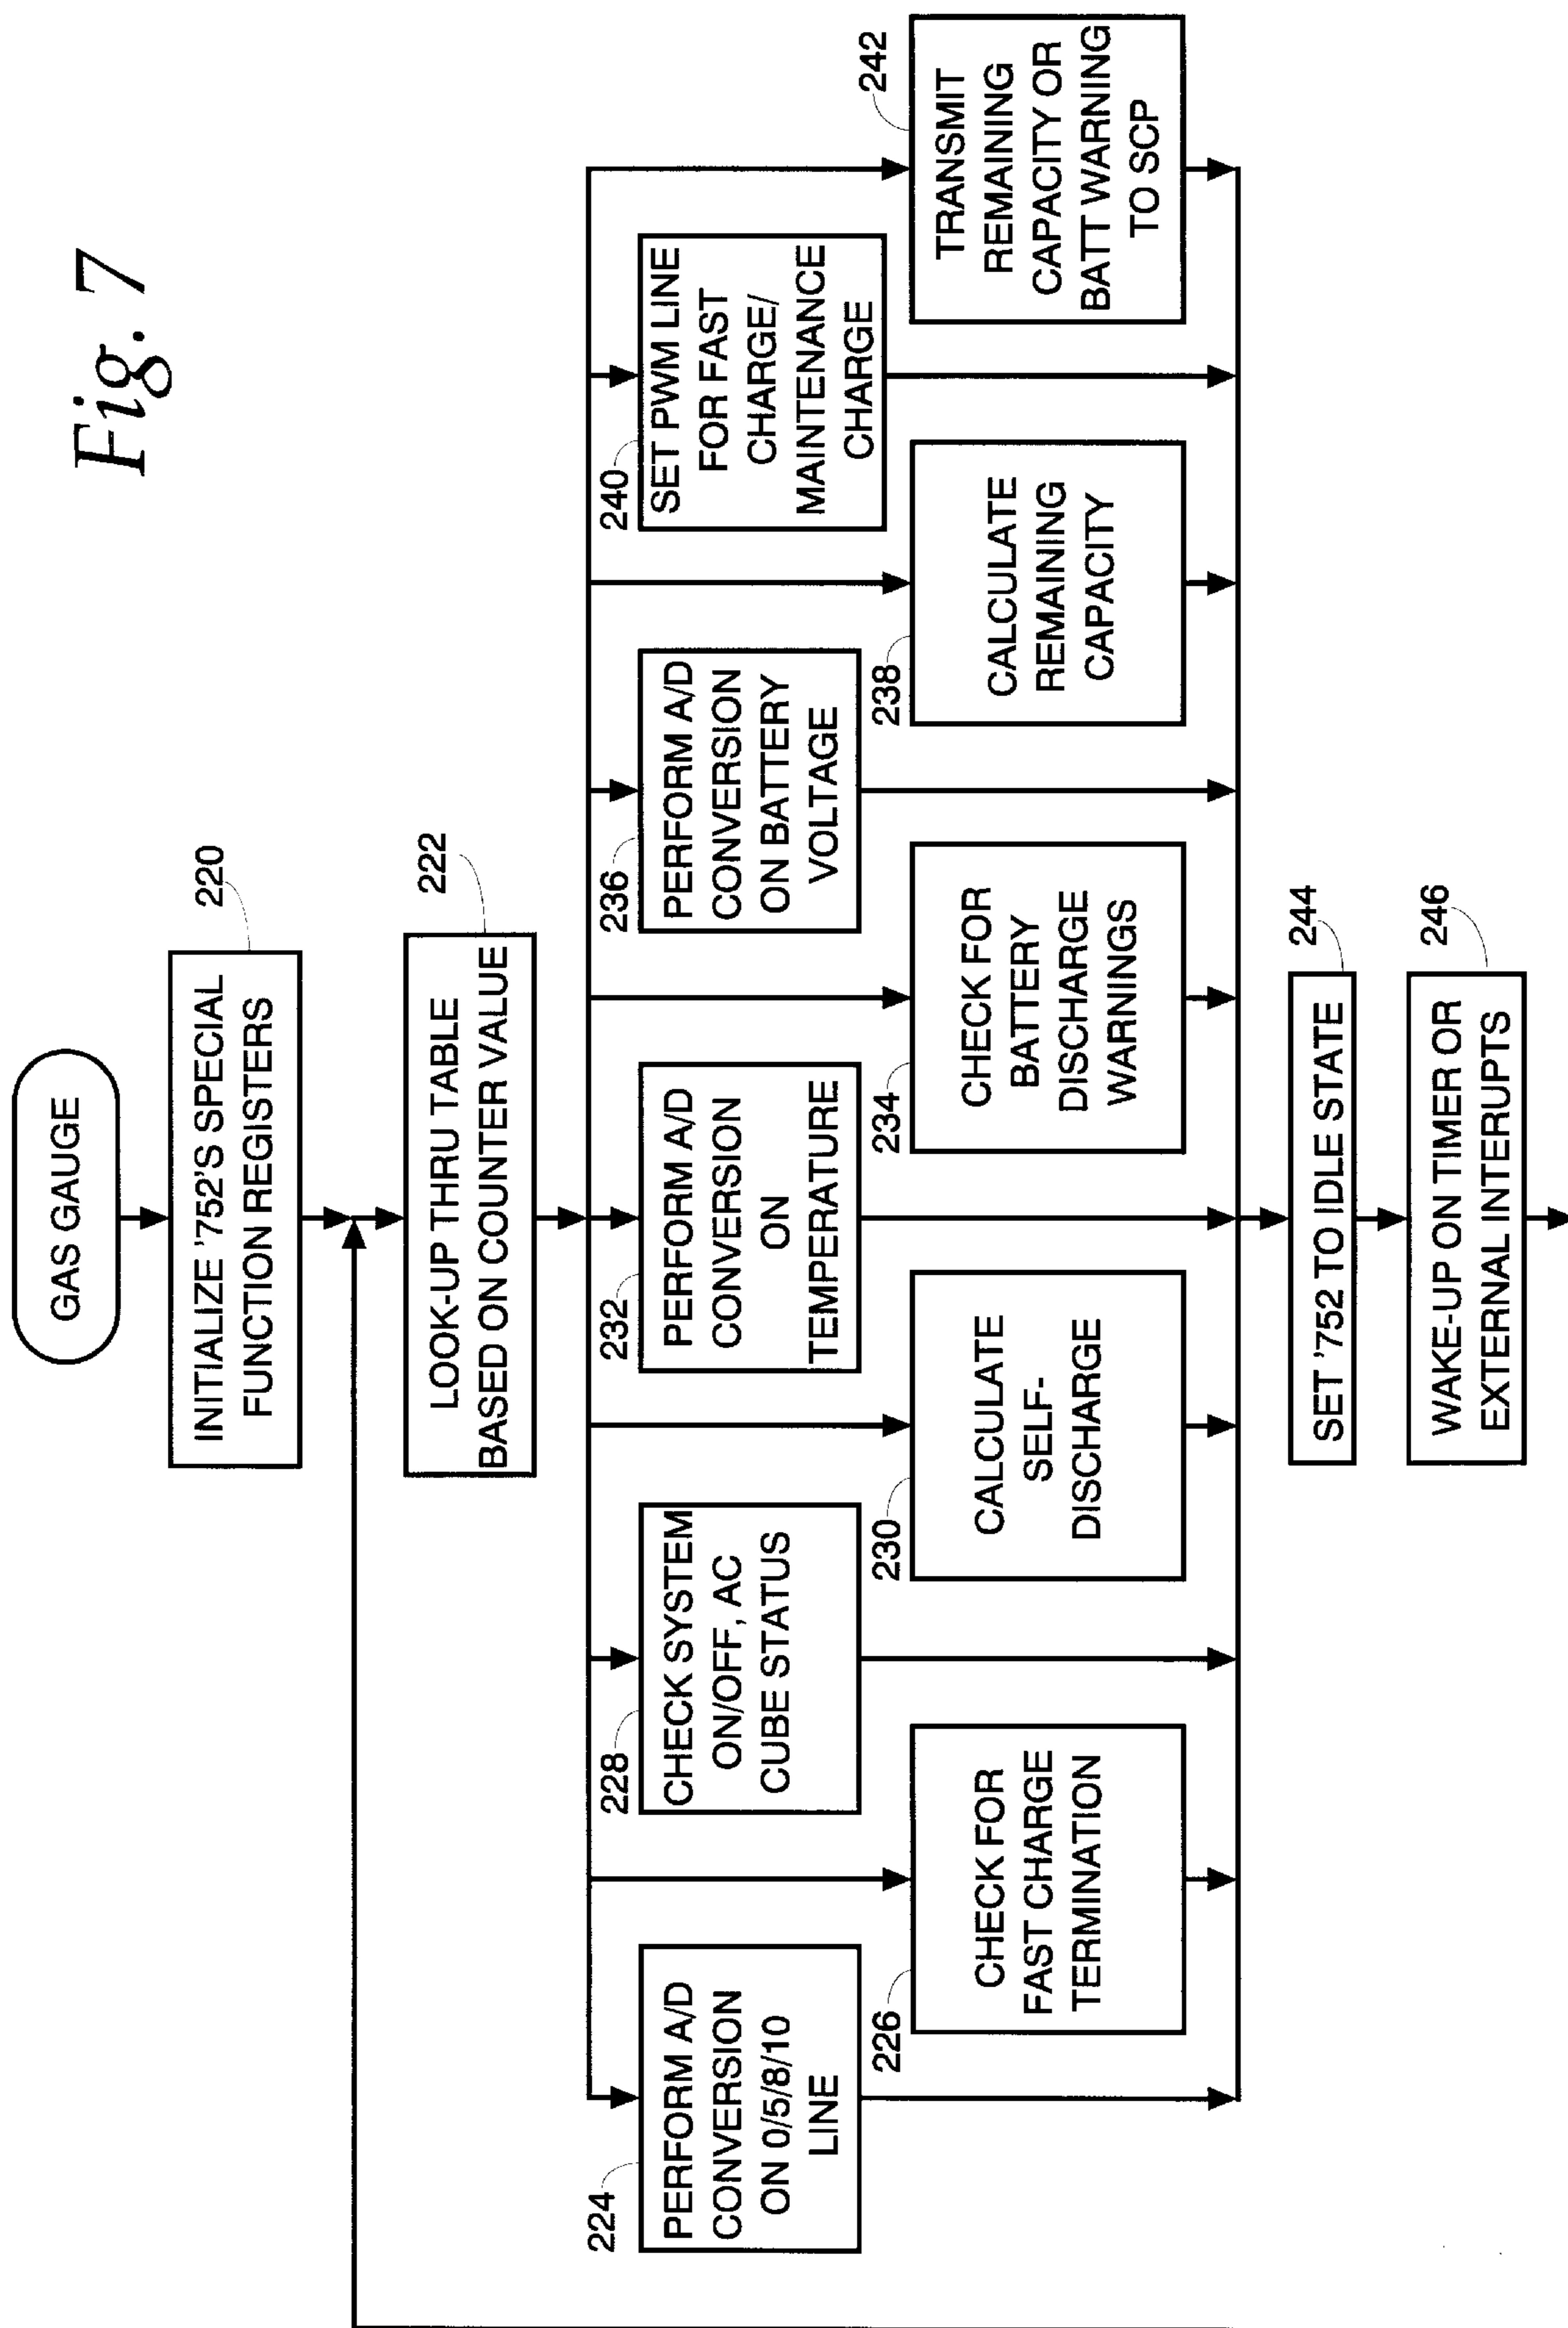 Fig. 7
GAS GAUGE
220
INITIALIZE '752'S SPECIAL
FUNCTION REGISTERS
222
LOOK-UP THRU TABLE
BASED ON COUNTER VALUE
224
PERFORM A/D
CONVERSION
ON 0/5/8/10
LINE
226
CHECK FOR
FAST CHARGE
TERMINATION
228
CHECK SYSTEM
ON/OFF, AC
CUBE STATUS
230
CALCULATE
SELF-
DISCHARGE
232
PERFORM A/D
CONVERSION
ON
TEMPERATURE
234
CHECK FOR
BATTERY
DISCHARGE
WARNINGS
236
PERFORM A/D
CONVERSION
ON BATTERY
VOLTAGE
238
CALCULATE
REMAINING
CAPACITY
240
SET PWM LINE
FOR FAST
CHARGE/
MAINTENANCE
CHARGE
242
TRANSMIT
REMAINING
CAPACITY OR
BATT WARNING
TO SCP
244
SET '752 TO IDLE STATE
246
WAKE-UP ON TIMER OR
EXTERNAL INTERUPTS